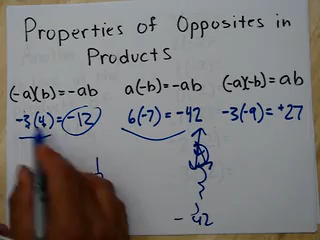 Properties of Opposites in
Products
(-a)(b)=-ab a(-b)=-ab (-a)(-b)=ab
-3(4)=-12 6(-7)=-42 -3(-9)=+27
- 42